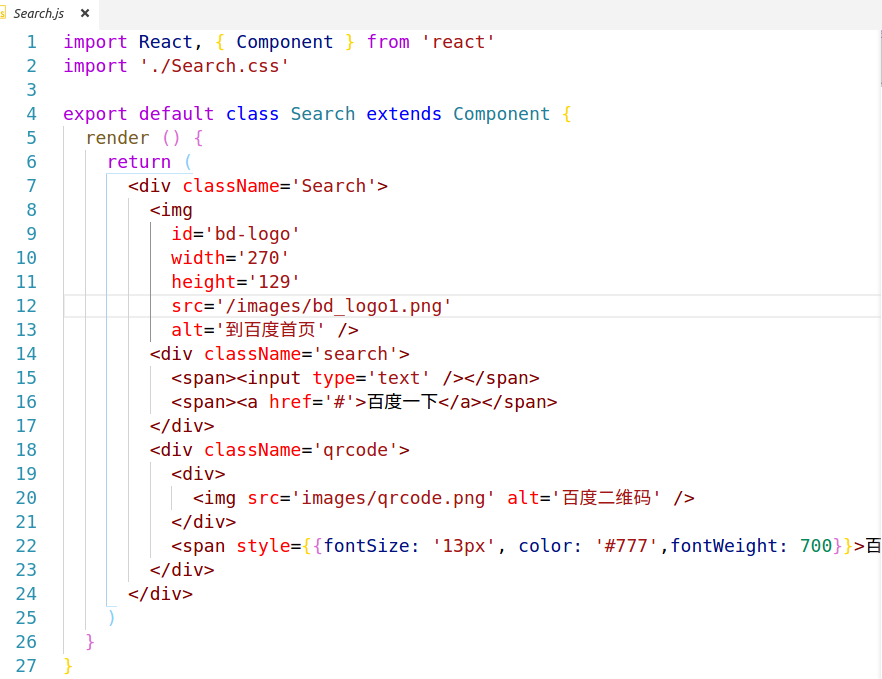 Search.js ×
1 import React, { Component } from 'react'
2 import './Search.css'
3
4 export default class Search extends Component {
5   render () {
6     return (
7       <div className='Search'>
8         <img
9           id='bd-logo'
10           width='270'
11           height='129'
12           src='/images/bd_logo1.png'
13           alt='到百度首页' />
14         <div className='search'>
15           <span><input type='text' /></span>
16           <span><a href='#'>百度一下</a></span>
17         </div>
18         <div className='qrcode'>
19           <div>
20             <img src='images/qrcode.png' alt='百度二维码' />
21           </div>
22           <span style={{fontSize: '13px', color: '#777',fontWeight: 700}}>百
23         </div>
24       </div>
25     )
26   }
27 }